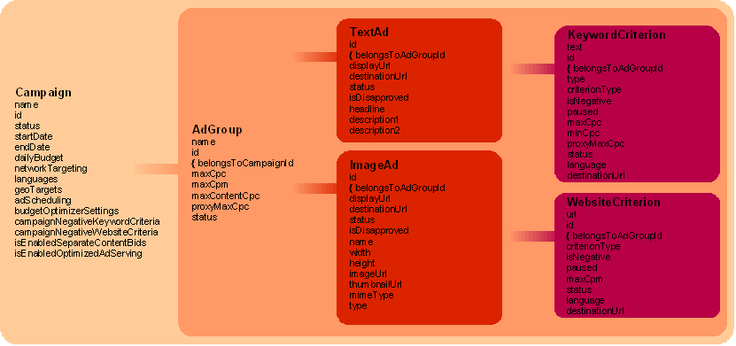 Campaign
name
id
status
startDate
endDate
dailyBudget
networkTargeting
languages
geoTargets
adScheduling
budgetOptimizerSettings
campaignNegativeKeywordCriteria
campaignNegativeWebsiteCriteria
isEnabledSeparateContentBids
isEnabledOptimizedAdServing
AdGroup
name
id
{ belongsToCampaignId
maxCpc
maxCpm
maxContentCpc
proxyMaxCpc
status
TextAd
id
{ belongsToAdGroupId
displayUrl
destinationUrl
status
isDisapproved
headline
description1
description2
ImageAd
id
{ belongsToAdGroupId
displayUrl
destinationUrl
status
isDisapproved
name
width
height
imageUrl
thumbnailUrl
mimeType
type
KeywordCriterion
text
id
{ belongsToAdGroupId
type
criterionType
isNegative
paused
maxCpc
minCpc
proxyMaxCpc
status
language
destinationUrl
WebsiteCriterion
url
id
{ belongsToAdGroupId
criterionType
isNegative
paused
maxCpm
status
language
destinationUrl